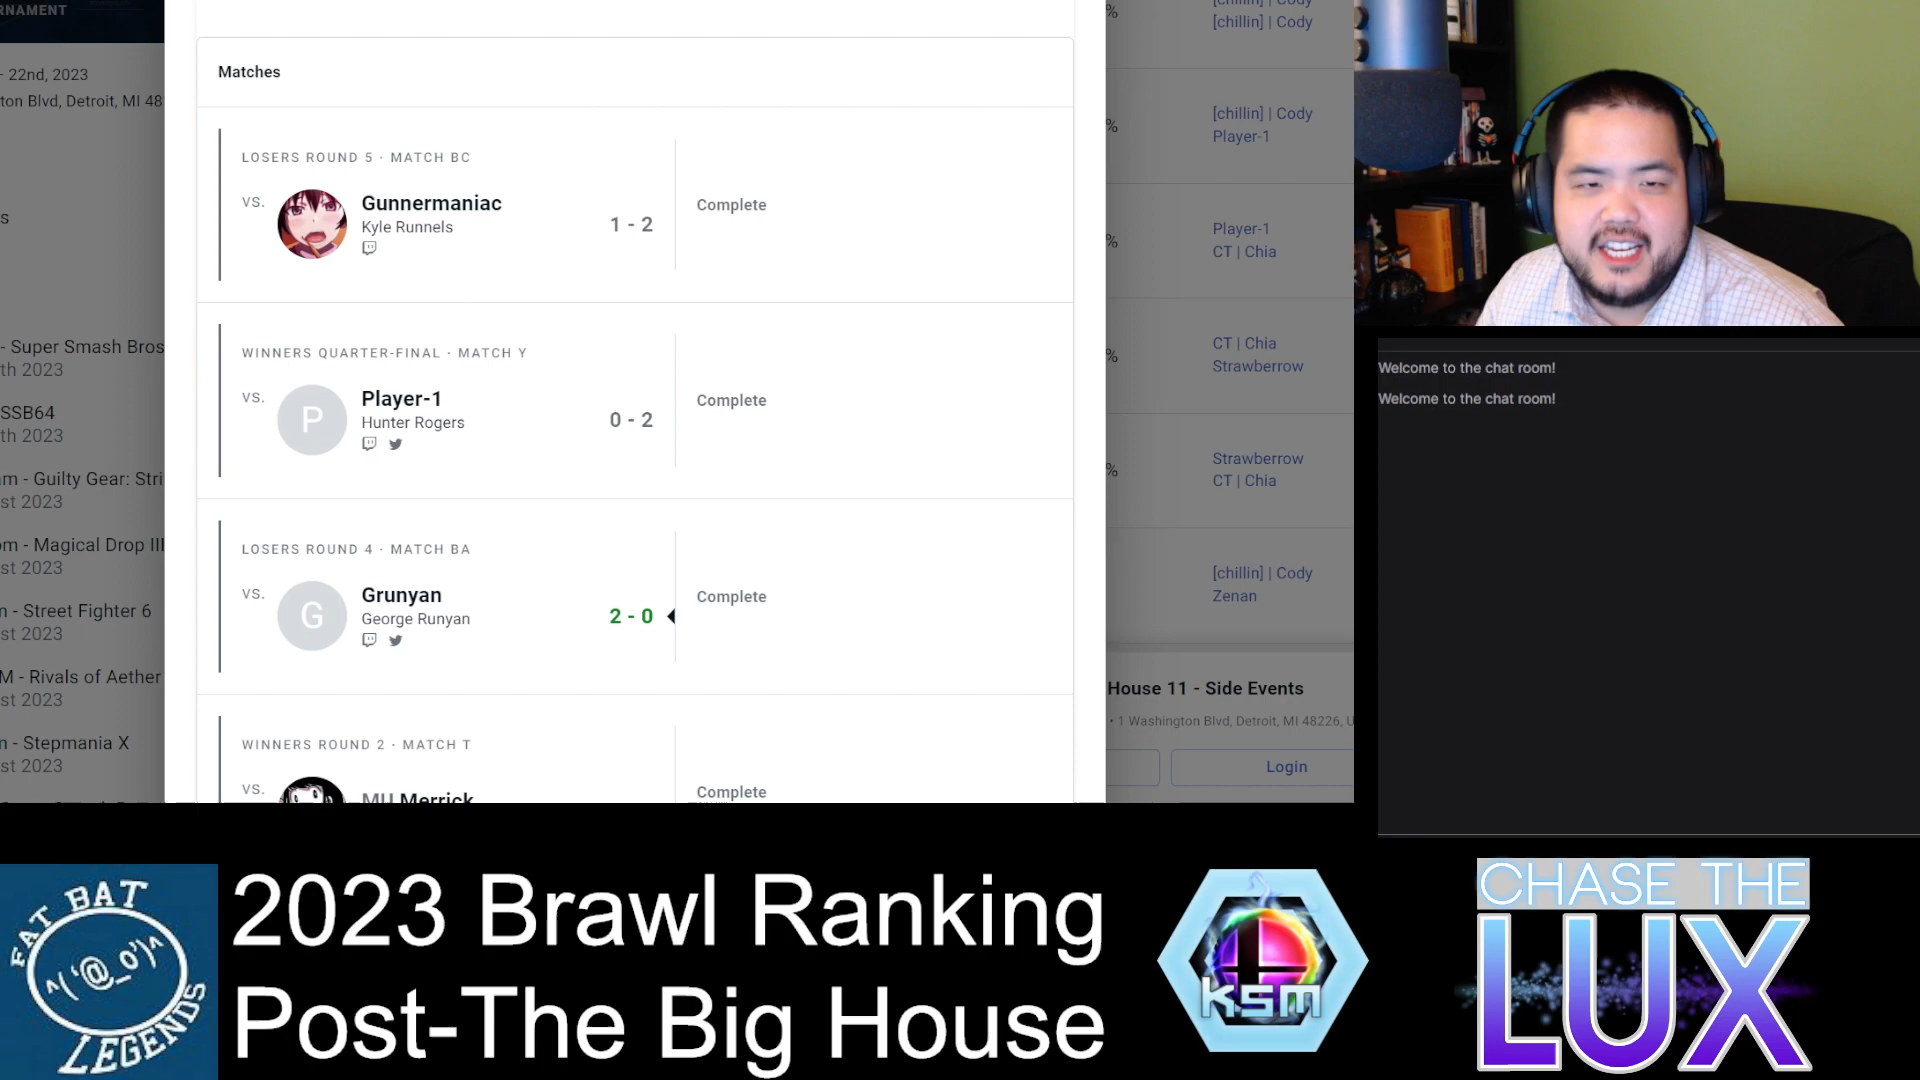 RNAMENT
- 22nd, 2023
ton Blvd, Detroit, MI 48
s
- Super Smash Bros
th 2023
SSB64
th 2023
m - Guilty Gear: Stri
st 2023
om - Magical Drop III
st 2023
n - Street Fighter 6
st 2023
M - Rivals of Aether
st 2023
n - Stepmania X
st 2023
Matches
LOSERS ROUND 5 · MATCH BC
VS.
Gunnermaniac
Kyle Runnels
1 - 2
Complete
WINNERS QUARTER-FINAL · MATCH Y
VS.
P
Player-1
Hunter Rogers
0 - 2
Complete
LOSERS ROUND 4 · MATCH BA
VS.
G
Grunyan
George Runyan
2 - 0
Complete
WINNERS ROUND 2 · MATCH T
VS.
MU Merrick
Complete
%
[chillin] | Cody
[chillin] | Cody
%
[chillin] | Cody
Player-1
%
Player-1
CT | Chia
%
CT | Chia
Strawberrow
%
Strawberrow
CT | Chia
[chillin] | Cody
Zenan
House 11 - Side Events
• 1 Washington Blvd, Detroit, MI 48226, U
Login
Welcome to the chat room!
Welcome to the chat room!
FAT BAT
^('@_0')^
LEGENDS
2023 Brawl Ranking
Post-The Big House
KSM
CHASE THE
LUX